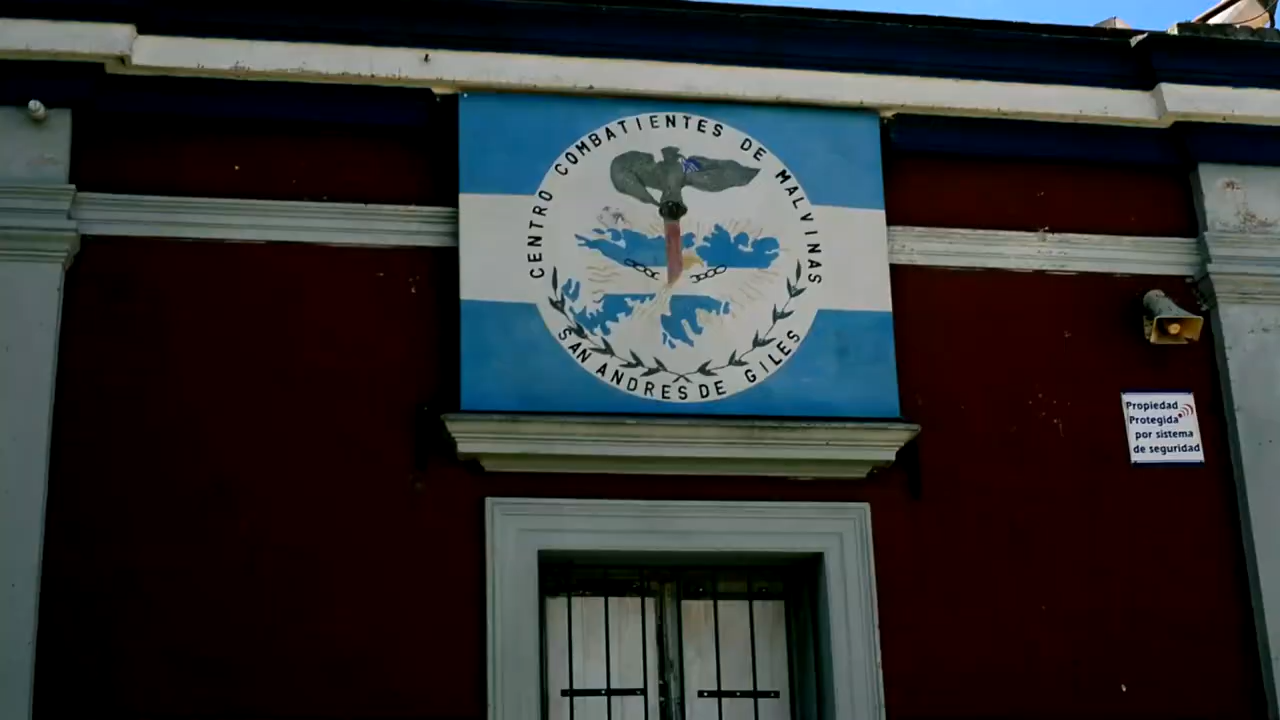 CENTRO COMBATIENTES DE MALVINAS
SAN ANDRES DE GILES
Propiedad
Protegida
por sistema
de seguridad